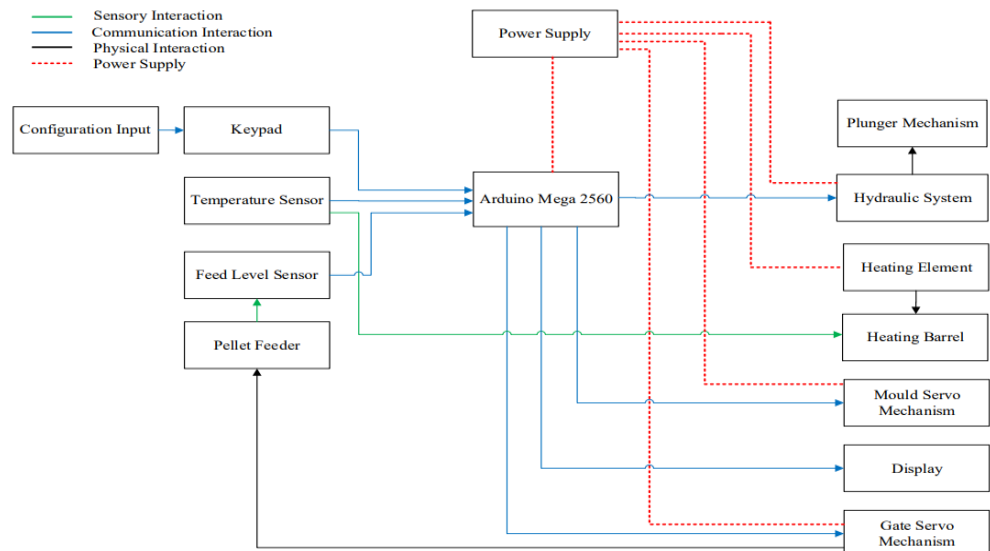 Sensory Interaction
Communication Interaction
Physical Interaction
Power Supply
Power Supply
Configuration Input
Keypad
Plunger Mechanism
Temperature Sensor
Arduino Mega 2560
Hydraulic System
Feed Level Sensor
Heating Element
Pellet Feeder
Heating Barrel
Mould Servo
Mechanism
Display
Gate Servo
Mechanism